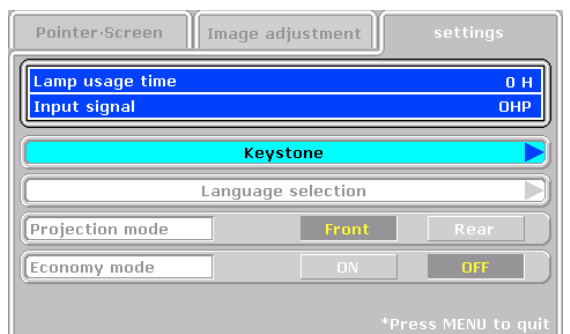 Pointer·Screen Image adjustment settings
Lamp usage time 0 H
Input signal OHP
Keystone
Language selection
Projection mode Front Rear
Economy mode ON OFF
*Press MENU to quit